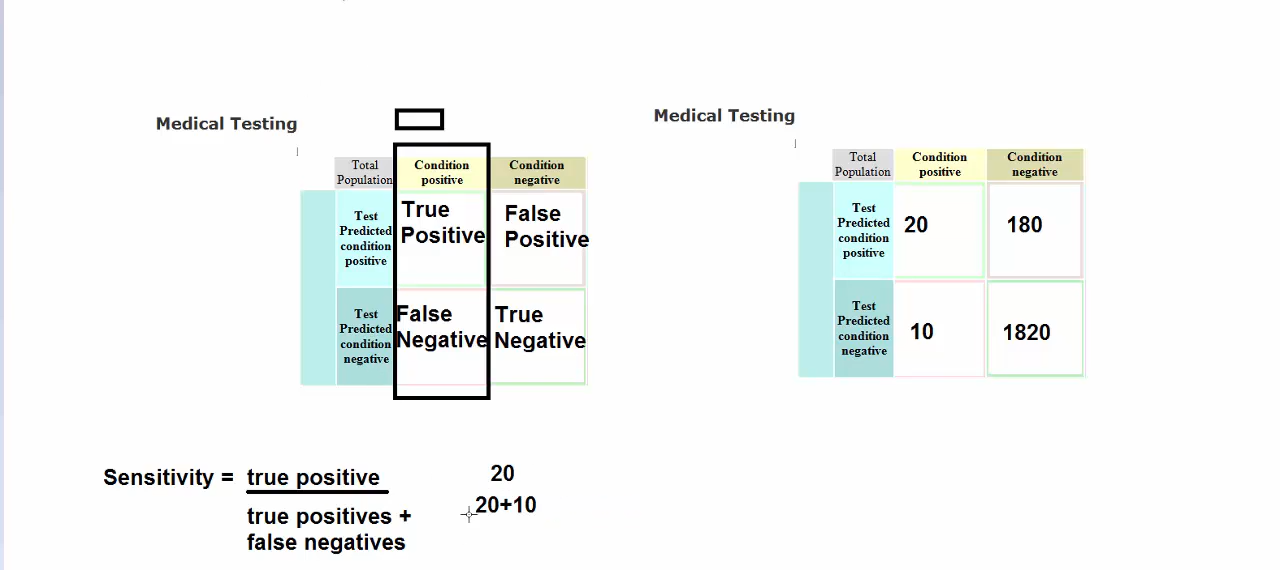 Medical Testing
Total
Population
Condition
positive
Condition
negative
Test
Predicted
condition
positive
True
Positive
False
Positive
Test
Predicted
condition
negative
False
Negative
True
Negative
Medical Testing
Total
Population
Condition
positive
Condition
negative
Test
Predicted
condition
positive
20
180
Test
Predicted
condition
negative
10
1820
Sensitivity = true positive
true positives +
false negatives
20
20+10